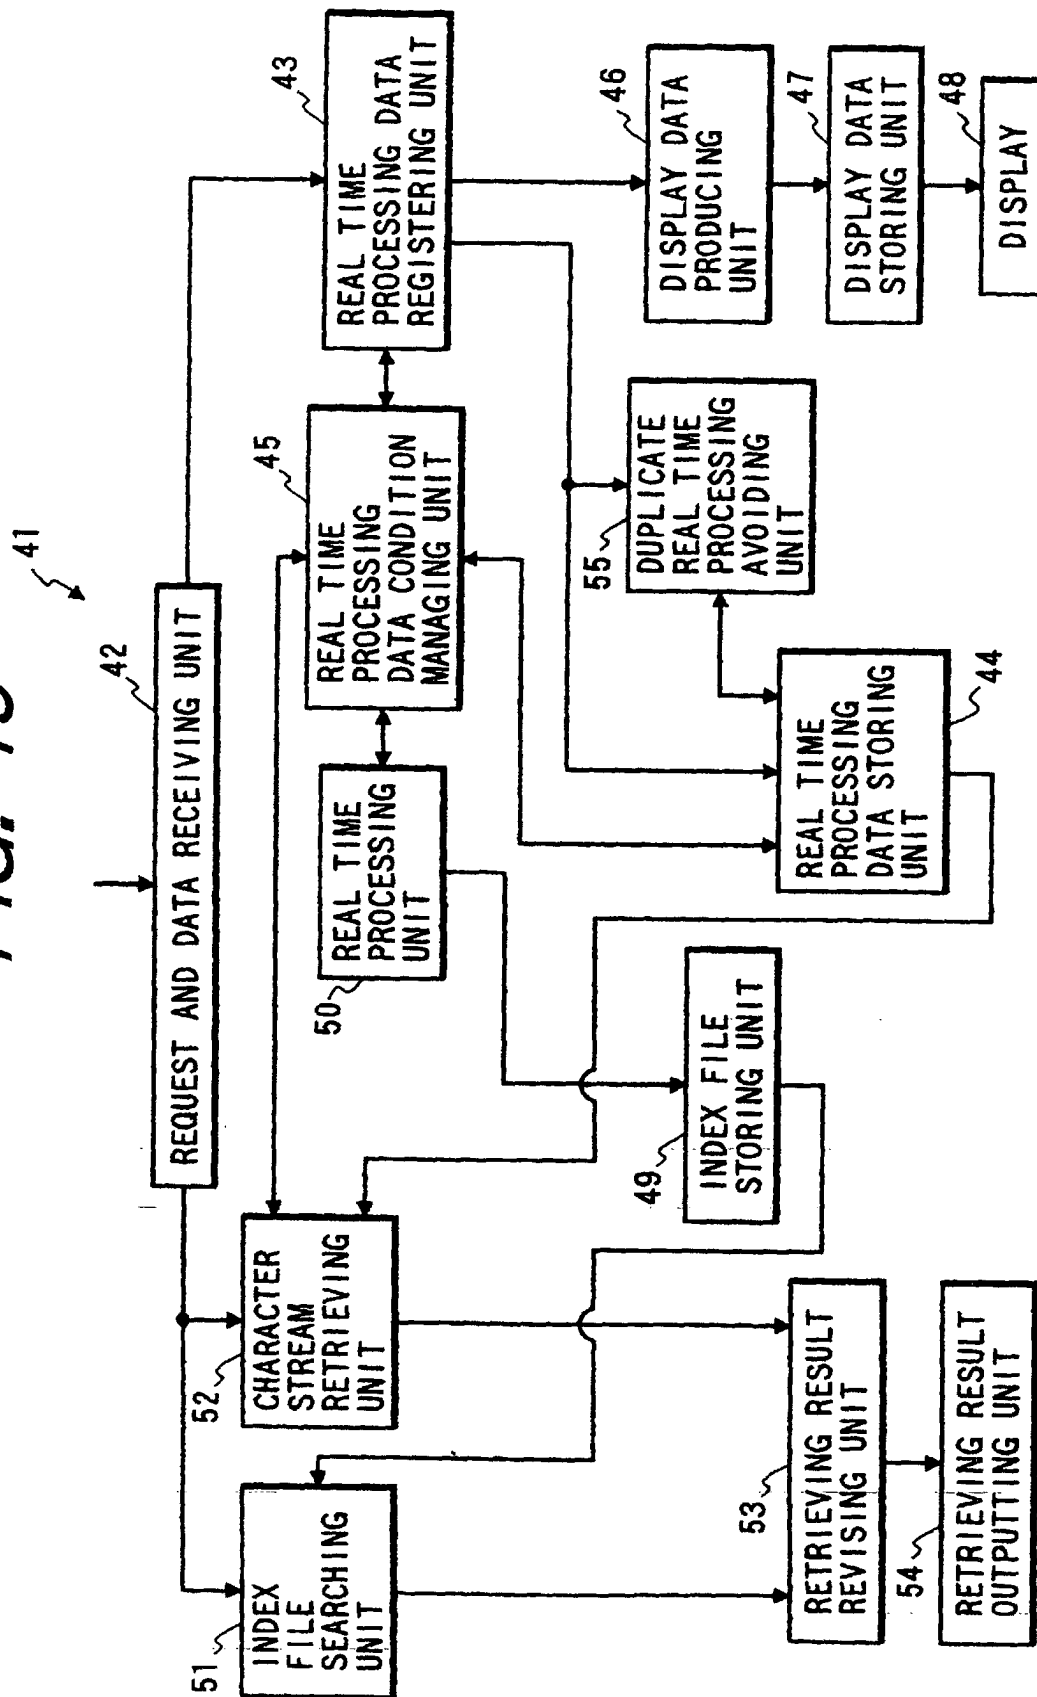 41
42
REQUEST AND DATA RECEIVING UNIT
43
REAL TIME
PROCESSING DATA
REGISTERING UNIT
45
REAL TIME
PROCESSING
DATA CONDITION
MANAGING UNIT
50
REAL TIME
PROCESSING
UNIT
52
CHARACTER
STREAM
RETRIEVING
UNIT
51
INDEX
FILE
SEARCHING
UNIT
46
DISPLAY DATA
PRODUCING
UNIT
55
DUPLICATE
REAL TIME
PROCESSING
AVOIDING
UNIT
49
INDEX FILE
STORING UNIT
47
DISPLAY DATA
STORING UNIT
44
REAL TIME
PROCESSING
DATA STORING
UNIT
53
RETRIEVING RESULT
REVISING UNIT
48
DISPLAY
54
RETRIEVING RESULT
OUTPUTTING UNIT